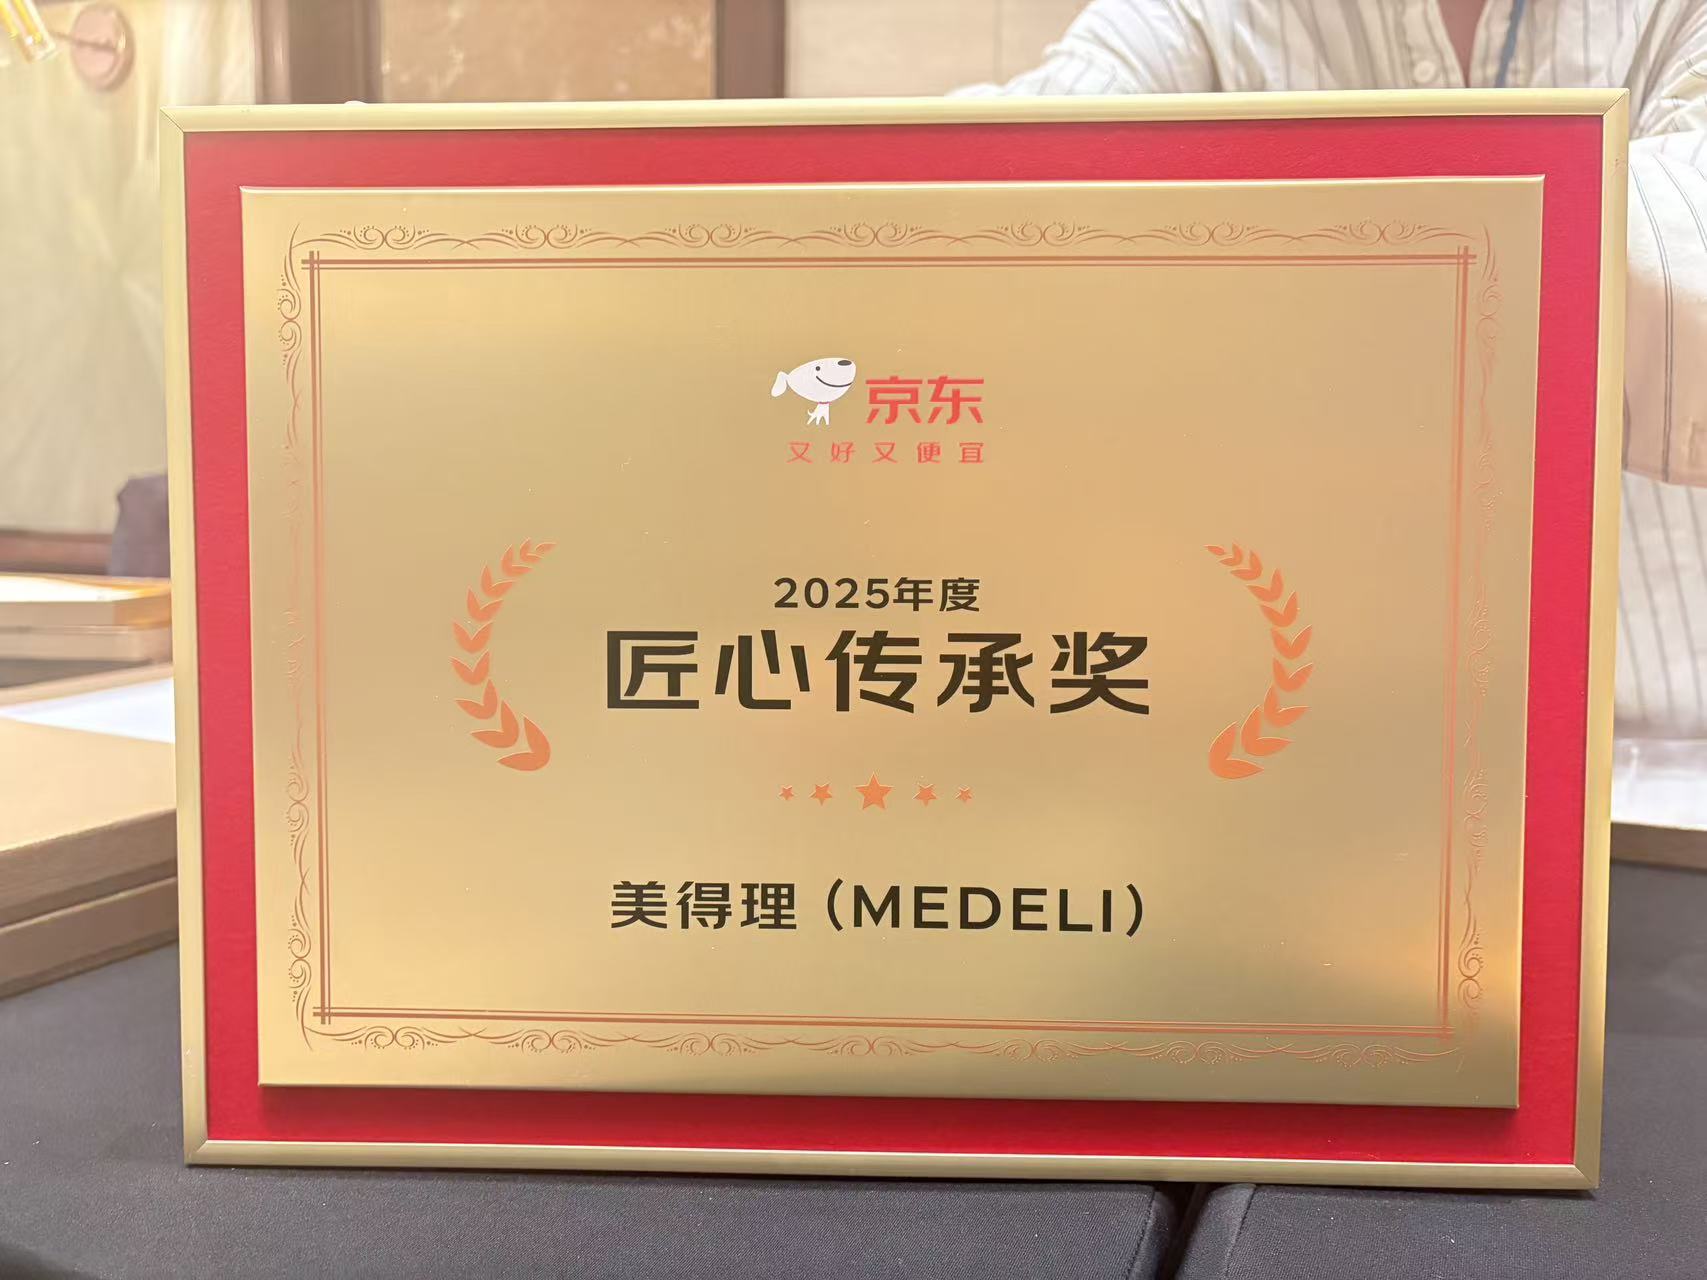 京东
又好又便宜
2025年度
匠心传承奖
美得理（MEDELI）